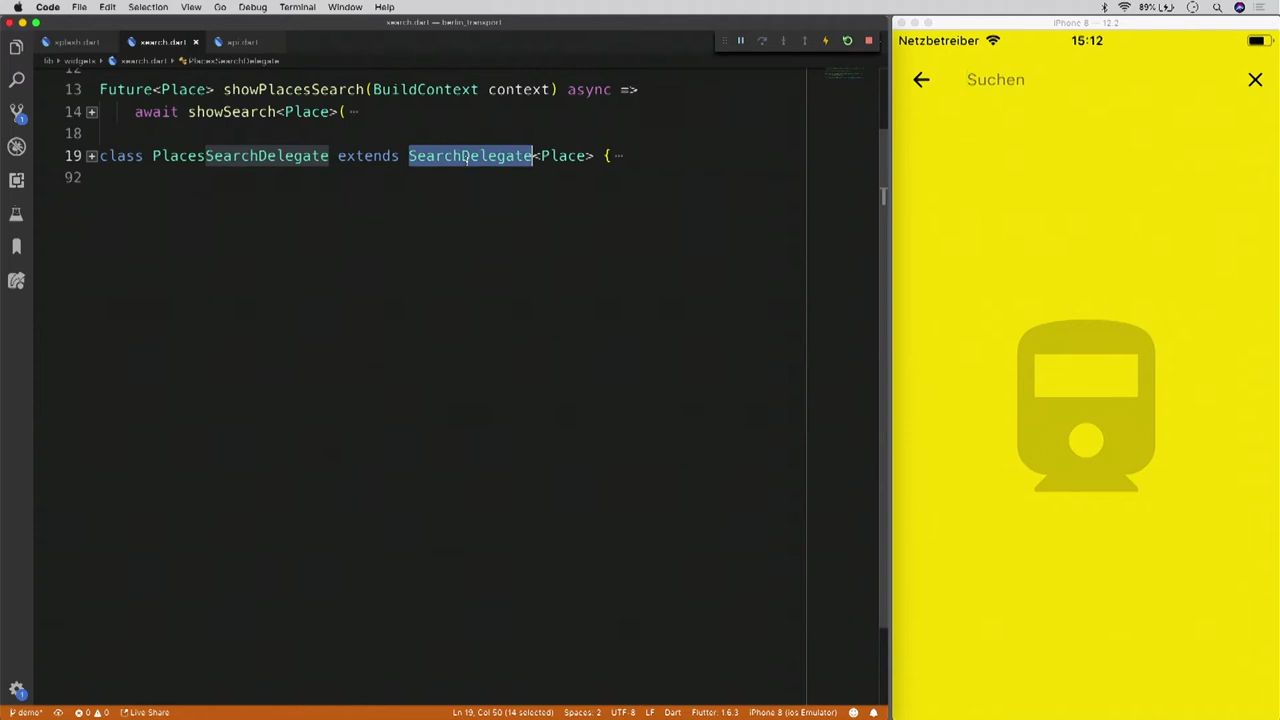 Code File Edit Selection View Go Debug Terminal Window Help
89%
search.dart — berlin_transport
iPhone 8 — 12.2
splash.dart search.dart × api.dart
Netzbetreiber 15:12
lib › widgets › search.dart › PlacesSearchDelegate
Suchen
12
13 Future<Place> showPlacesSearch(BuildContext context) async =>
14 await showSearch<Place>( ⋯
18
19 class PlacesSearchDelegate extends SearchDelegate<Place> { ⋯
92
1
1
demo* 0 0 Live Share Ln 19, Col 50 (14 selected) Spaces: 2 UTF-8 LF Dart Flutter: 1.6.3 iPhone 8 (ios Emulator)